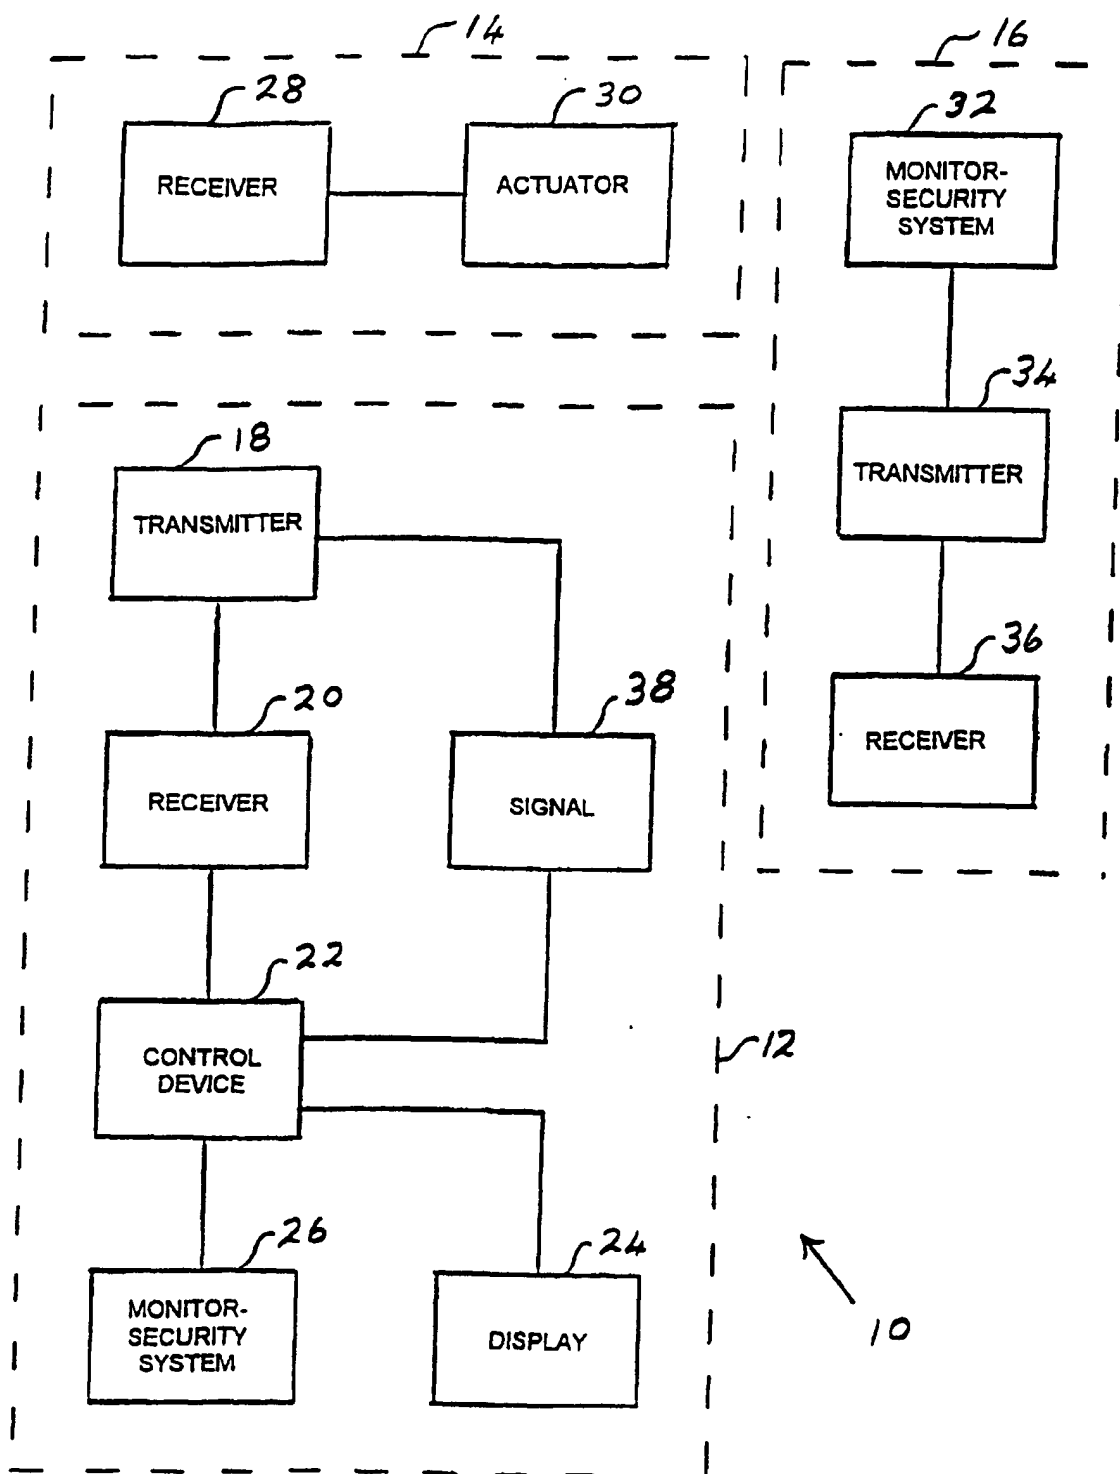 14
28
RECEIVER
30
ACTUATOR
16
32
MONITOR-
SECURITY
SYSTEM
34
TRANSMITTER
36
RECEIVER
18
TRANSMITTER
20
RECEIVER
38
SIGNAL
22
CONTROL
DEVICE
12
26
MONITOR-
SECURITY
SYSTEM
24
DISPLAY
10